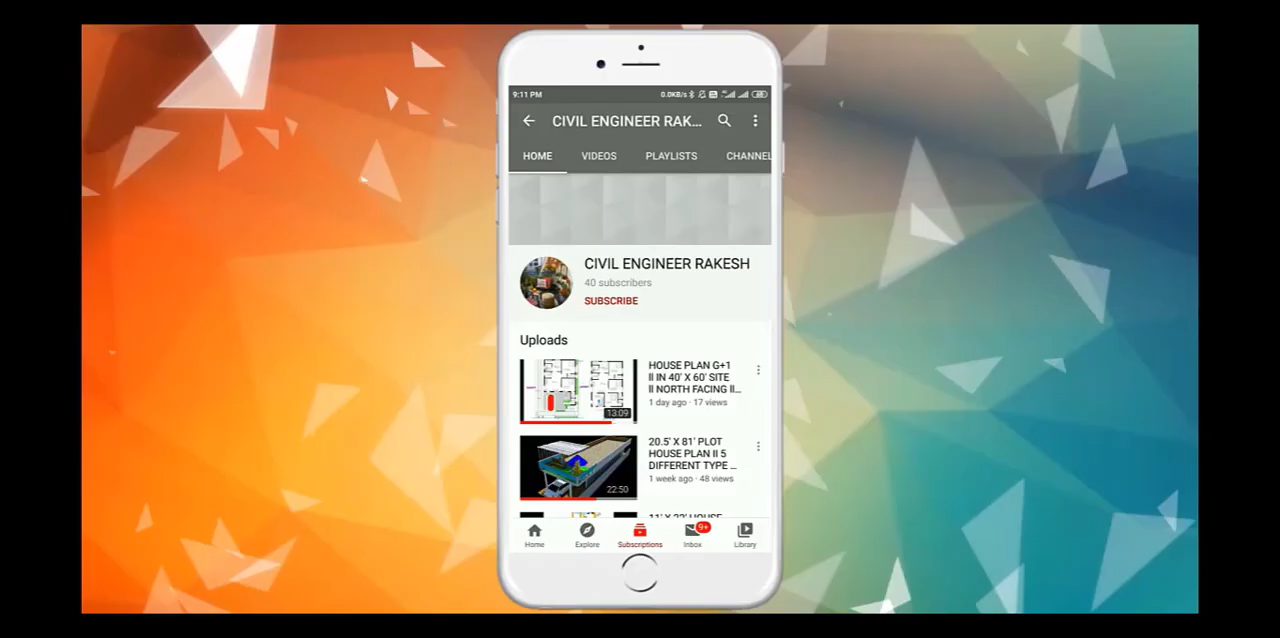 9:11 PM 0.0KB/s
CIVIL ENGINEER RAK...
HOME VIDEOS PLAYLISTS CHANNEL
CIVIL ENGINEER RAKESH
40 subscribers
SUBSCRIBE
Uploads
HOUSE PLAN G+1
II IN 40' X 60' SITE
II NORTH FACING II...
1 day ago · 17 views
13:09
20.5' X 81' PLOT
HOUSE PLAN II 5
DIFFERENT TYPE ...
1 week ago · 48 views
22:50
11' X 32' HOUSE
9+
Home Explore Subscriptions Inbox Library